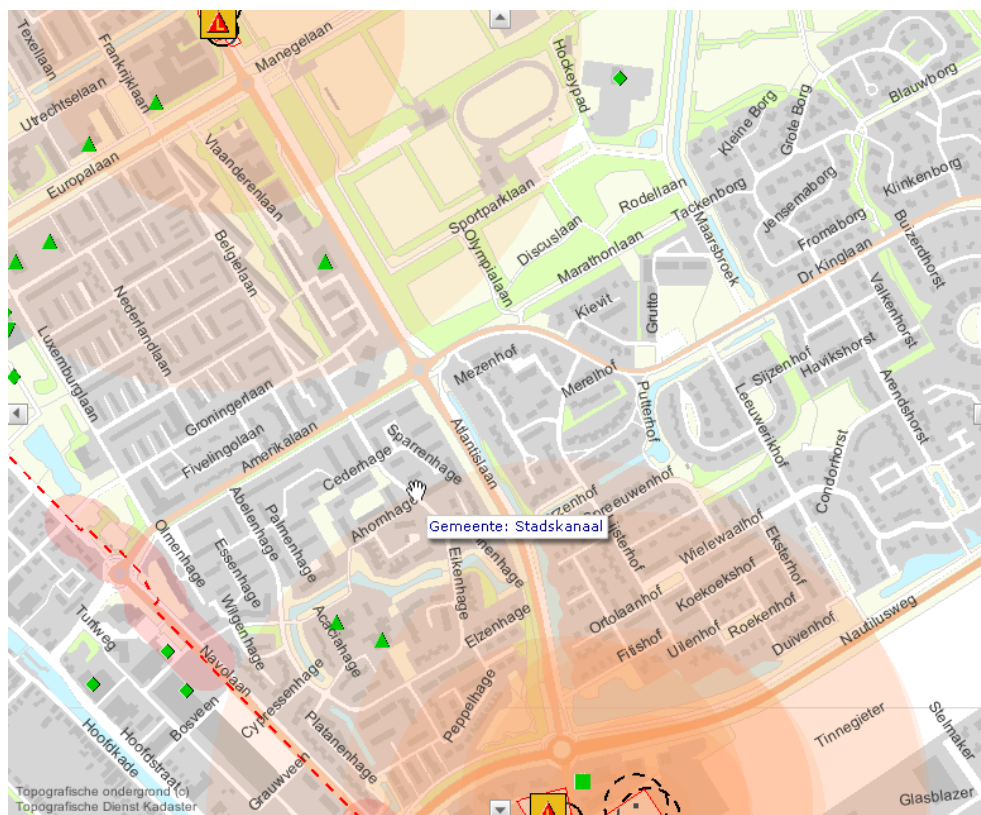 Texellaan
Frankrijklaan
L
Manegelaan
Hockeypad
Utrechtselaan
Europalaan
Vlaanderenlaan
Kleine Borg
Grote Borg
Blauwborg
Klinkenborg
Jensemaborg
Fromaborg
Buizerdhorst
Tackenborg
Rodellaan
Sportparklaan
Discuslaan
Olympialaan
Marathonlaan
Maarsbroek
Dr Kinglaan
Belgielaan
Nederlandlaan
Luxemburglaan
Kievit
Grutto
Valkenhorst
Mezenhof
Merelhof
Sijzenhof
Havikshorst
Arendshorst
Putterhof
Leeuwerikhof
Condorhorst
Groningerlaan
Fivelingolaan
Amerikalaan
Atlantislaan
Sparrenhage
Cederhage
Ahornhage
Gemeente: Stadskanaal
Spreeuwenhof
Wielewaalhof
Eksterhof
Abelenhage
Palmenhage
Olmenhage
Essenhage
Wilgenhage
Eikenhage
Elzenhage
Acaciahage
Ortolaanhof
Koekoekshof
Fitishof
Uilenhof
Roekenhof
Duivenhof
Nautilusweg
Turfweg
Navolaan
Bosveen
Cypressenhage
Platanenhage
Peppelhage
Hoofdkade
Hoofdstraat
Grauwveen
Tinnegieter
Stelmaker
Glasblazer
Topografische ondergrond (c)
Topografische Dienst Kadaster